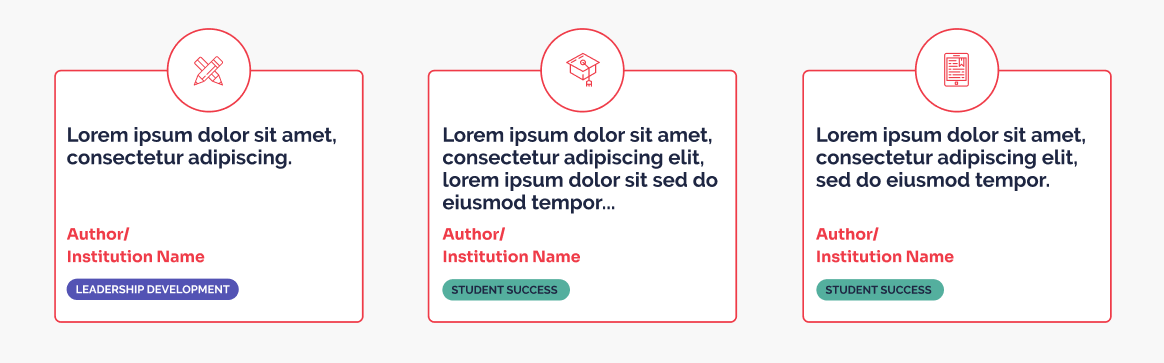 Lorem ipsum dolor sit amet,
consectetur adipiscing.
Author/
Institution Name
LEADERSHIP DEVELOPMENT
Lorem ipsum dolor sit amet,
consectetur adipiscing elit,
lorem ipsum dolor sit sed do
eiusmod tempor...
Author/
Institution Name
STUDENT SUCCESS
Lorem ipsum dolor sit amet,
consectetur adipiscing elit,
sed do eiusmod tempor.
Author/
Institution Name
STUDENT SUCCESS